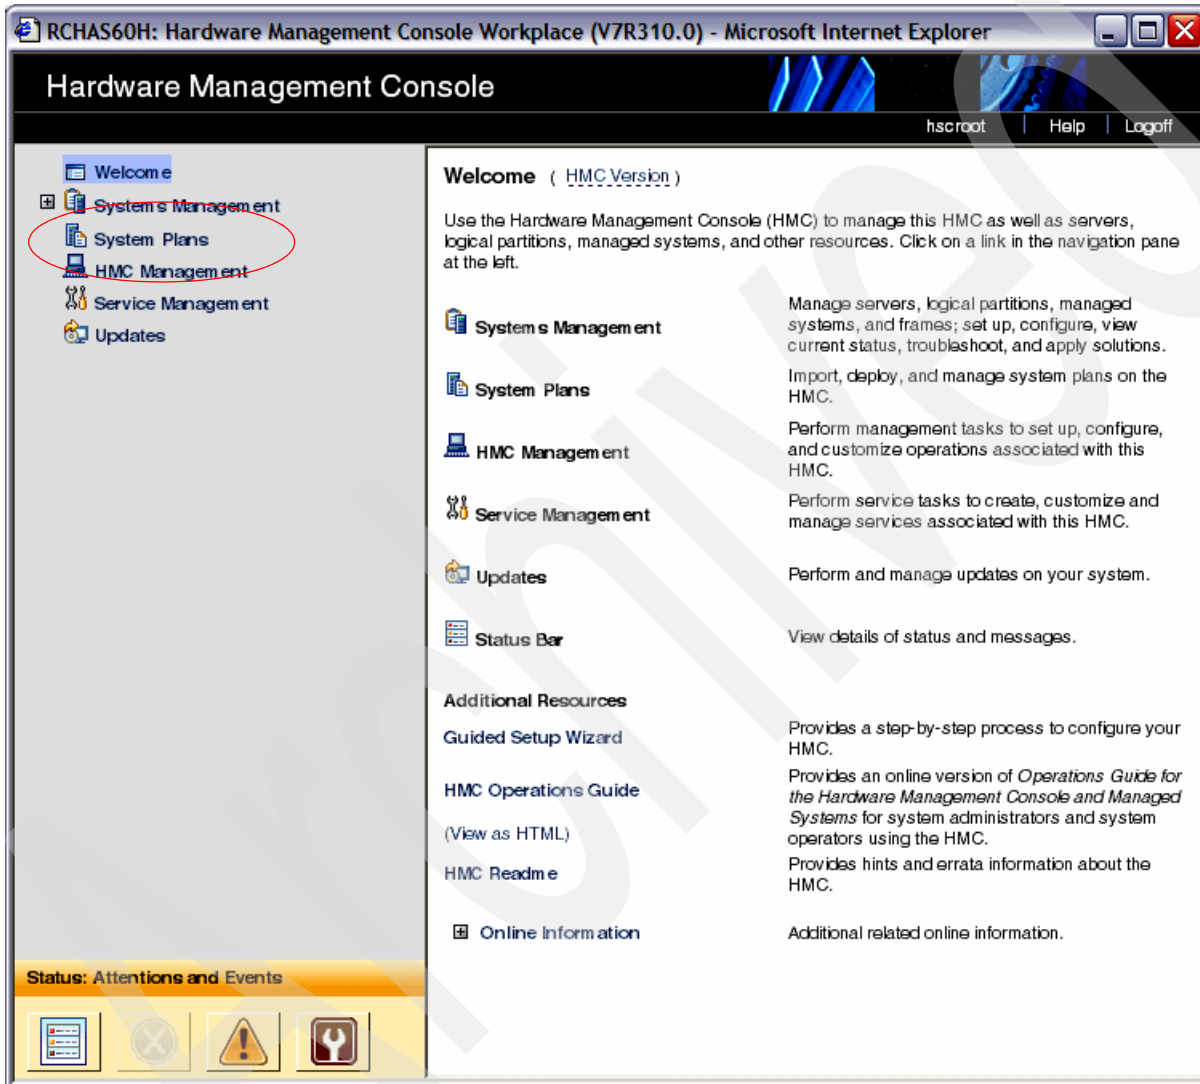 RCHAS60H: Hardware Management Console Workplace (V7R310.0) - Microsoft Internet Explorer
Hardware Management Console
hscroot | Help | Logoff
Welcome
Systems Management
System Plans
HMC Management
Service Management
Updates
Welcome ( HMC Version )
Use the Hardware Management Console (HMC) to manage this HMC as well as servers,
logical partitions, managed systems, and other resources. Click on a link in the navigation pane
at the left.
Systems Management
Manage servers, logical partitions, managed
systems, and frames; set up, configure, view
current status, troubleshoot, and apply solutions.
System Plans
Import, deploy, and manage system plans on the
HMC.
HMC Management
Perform management tasks to set up, configure,
and customize operations associated with this
HMC.
Service Management
Perform service tasks to create, customize and
manage services associated with this HMC.
Updates
Perform and manage updates on your system.
Status Bar
View details of status and messages.
Additional Resources
Guided Setup Wizard
Provides a step-by-step process to configure your
HMC.
HMC Operations Guide
(View as HTML)
Provides an online version of Operations Guide for
the Hardware Management Console and Managed
Systems for system administrators and system
operators using the HMC.
HMC Readme
Provides hints and errata information about the
HMC.
Online Information
Additional related online information.
Status: Attentions and Events